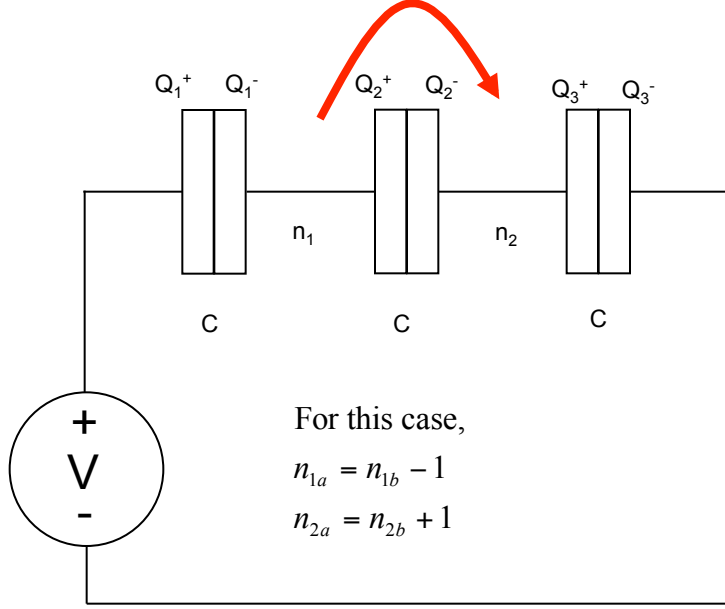 Q₁⁺ Q₁⁻ Q₂⁺ Q₂⁻ Q₃⁺ Q₃⁻
n₁ n₂
C C C
+
V
-
For this case,
n₁ₐ = n₁b − 1
n₂ₐ = n₂b + 1